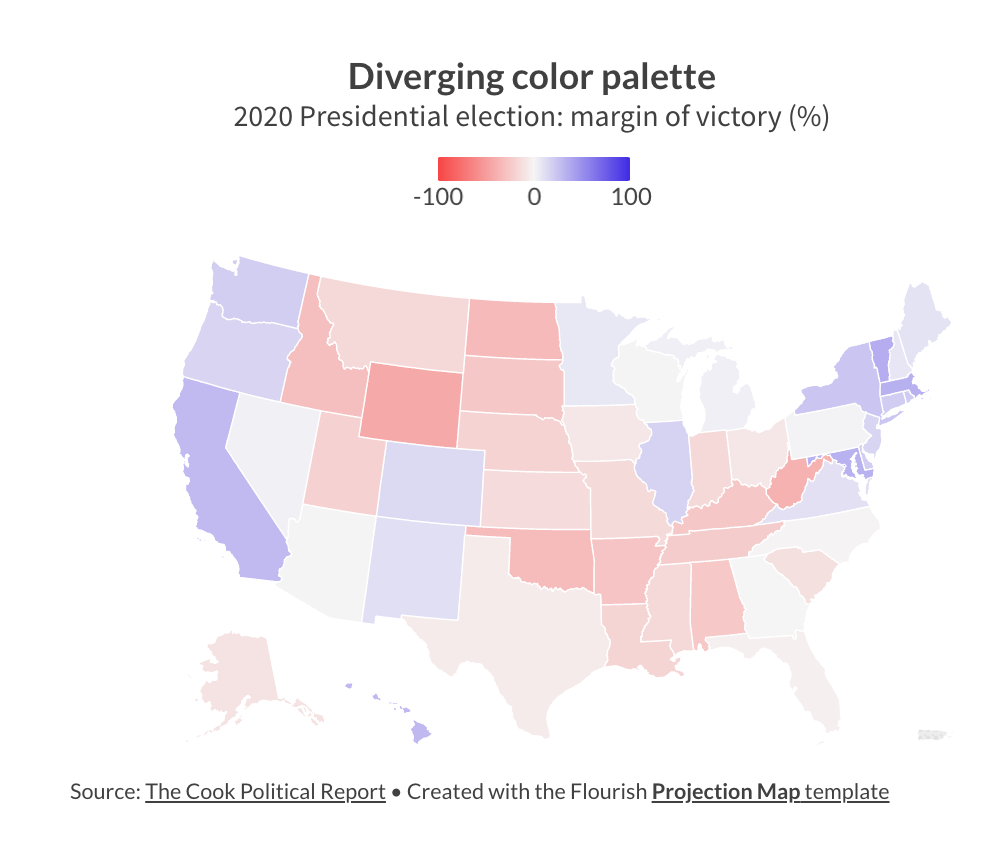 Diverging color palette
2020 Presidential election: margin of victory (%)
-100 0 100
Source: The Cook Political Report • Created with the Flourish Projection Map template